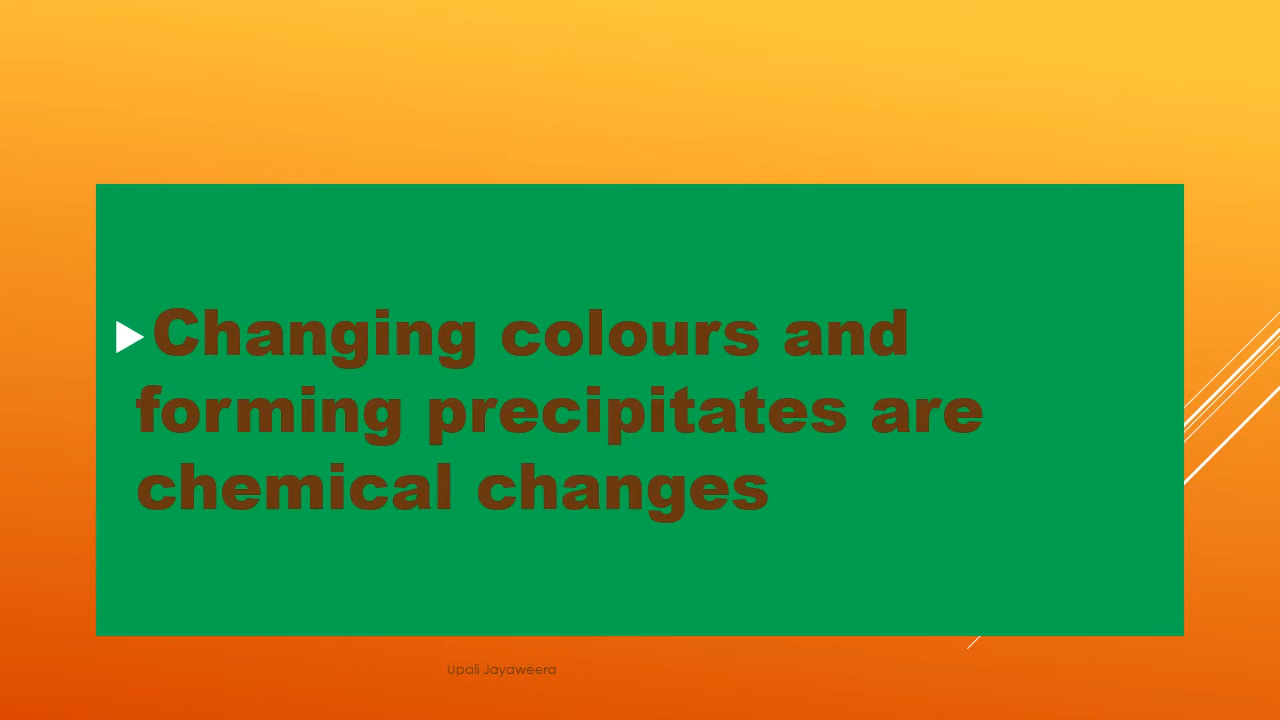 Changing colours and
forming precipitates are
chemical changes
Upali Jayaweera